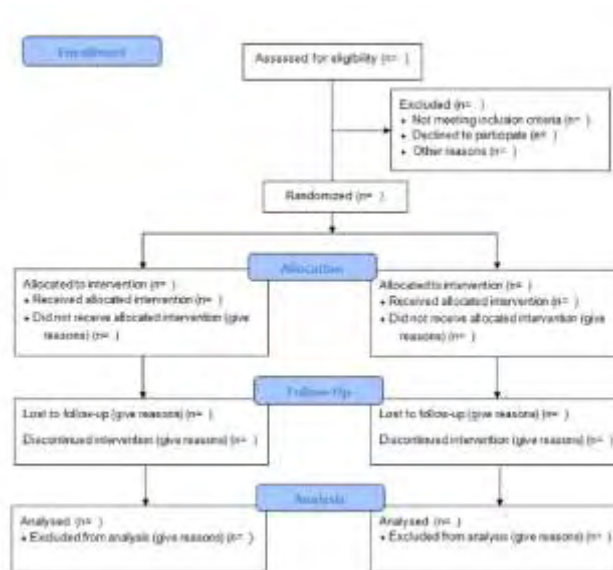 Enrollment
Assessed for eligibility (n= )
Excluded (n= )
♦ Not meeting inclusion criteria (n= )
♦ Declined to participate (n= )
♦ Other reasons (n= )
Randomized (n= )
Allocation
Allocated to intervention (n= )
♦ Received allocated intervention (n= )
♦ Did not receive allocated intervention (give
reasons) (n= )
Allocated to intervention (n= )
♦ Received allocated intervention (n= )
♦ Did not receive allocated intervention (give
reasons) (n= )
Follow-Up
Lost to follow-up (give reasons) (n= )
Discontinued intervention (give reasons) (n= )
Lost to follow-up (give reasons) (n= )
Discontinued intervention (give reasons) (n= )
Analysis
Analysed (n= )
♦ Excluded from analysis (give reasons) (n= )
Analysed (n= )
♦ Excluded from analysis (give reasons) (n= )